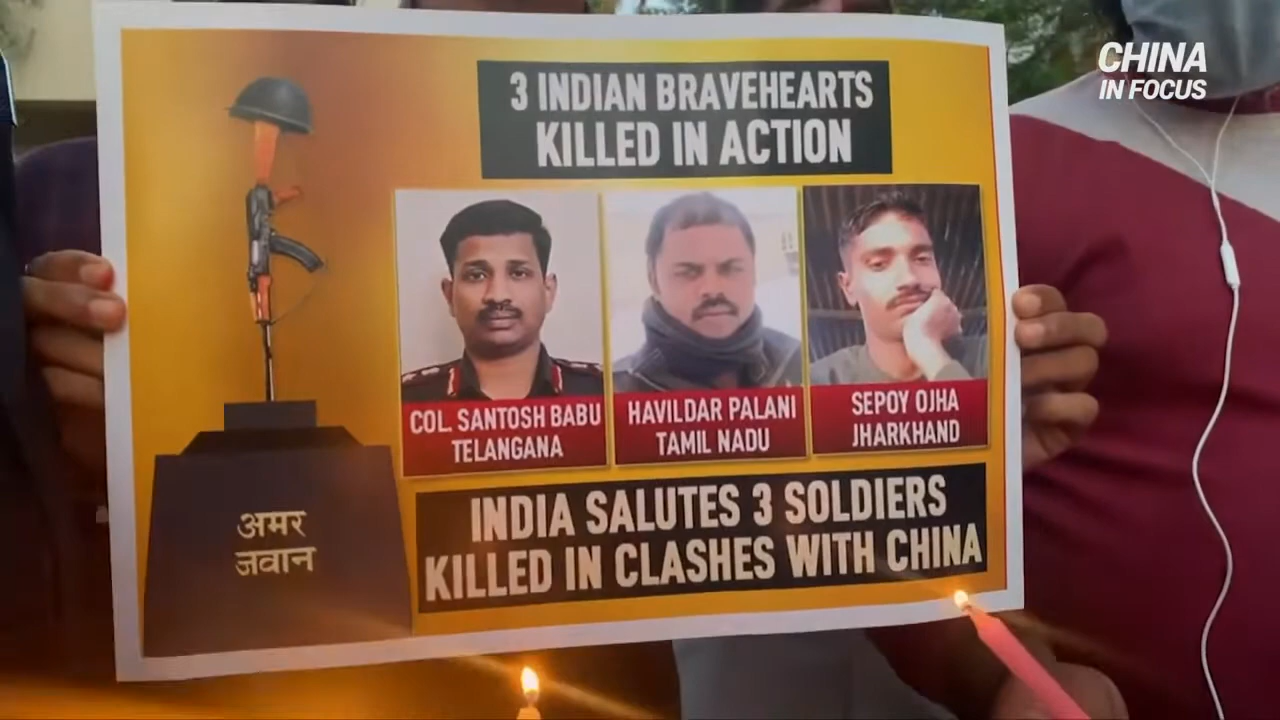 CHINA
IN FOCUS
3 INDIAN BRAVEHEARTS
KILLED IN ACTION
COL. SANTOSH BABU
TELANGANA
HAVILDAR PALANI
TAMIL NADU
SEPOY OJHA
JHARKHAND
INDIA SALUTES 3 SOLDIERS
KILLED IN CLASHES WITH CHINA
अमर
जवान